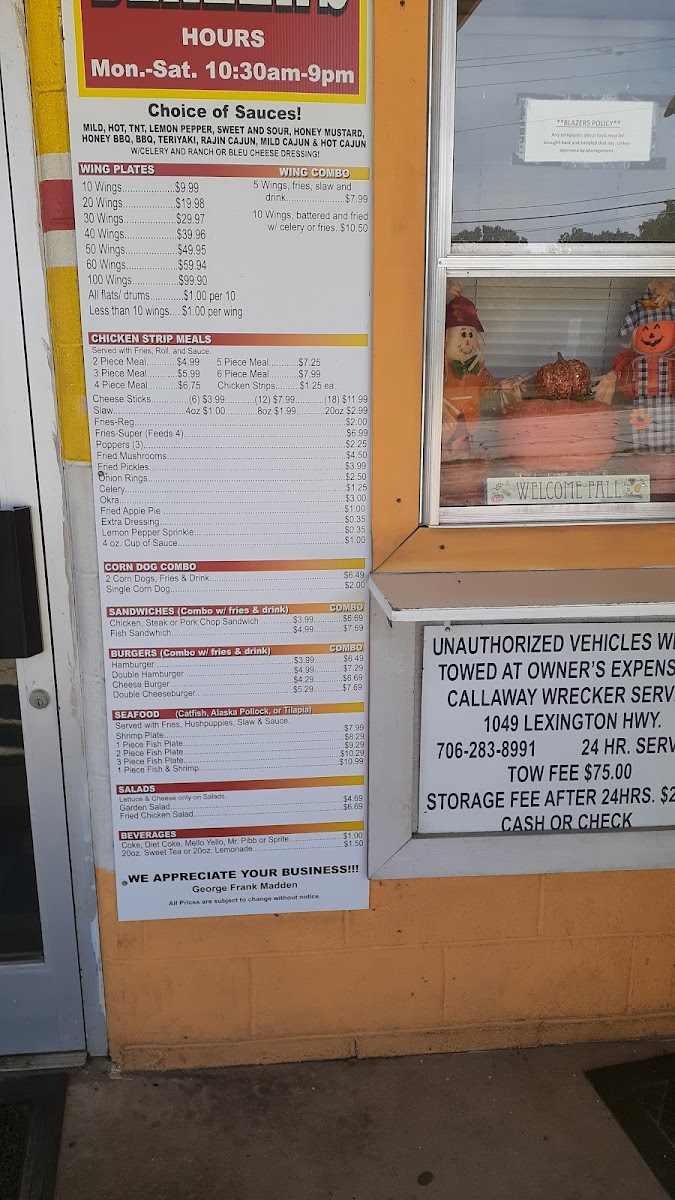 BLAZER'S
HOURS
Mon.-Sat. 10:30am-9pm
Choice of Sauces!
MILD, HOT, TNT, LEMON PEPPER, SWEET AND SOUR, HONEY MUSTARD,
HONEY BBQ, BBQ, TERIYAKI, RAJIN CAJUN, MILD CAJUN & HOT CAJUN
W/CELERY AND RANCH OR BLEU CHEESE DRESSING!
WING PLATES
10 Wings....................$9.99
20 Wings...................$19.98
30 Wings...................$29.97
40 Wings...................$39.96
50 Wings...................$49.95
60 Wings...................$59.94
100 Wings.................$99.90
All flats/ drums............$1.00 per 10
Less than 10 wings.... $1.00 per wing
WING COMBO
5 Wings, fries, slaw and
drink....................$7.99
10 Wings, battered and fried
w/ celery or fries..$10.50
CHICKEN STRIP MEALS
Served with Fries, Roll, and Sauce.
2 Piece Meal..........$4.99 5 Piece Meal..........$7.25
3 Piece Meal..........$5.99 6 Piece Meal..........$7.99
4 Piece Meal..........$6.75 Chicken Strips.........$1.25 ea.
Cheese Sticks..............(6) $3.99...........(12) $7.99...........(18) $11.99
Slaw..........................4oz $1.00............8oz $1.99..........20oz $2.99
Fries-Reg..........$2.00
Fries-Super (Feeds 4)..........$6.99
Poppers (3)..........$2.25
Fried Mushrooms..........$4.50
Fried Pickles..........$3.99
Onion Rings..........$2.50
Celery..........$1.25
Okra..........$3.00
Fried Apple Pie..........$1.00
Extra Dressing..........$0.35
Lemon Pepper Sprinkle..........$0.35
4 oz. Cup of Sauce..........$1.00
CORN DOG COMBO
2 Corn Dogs, Fries & Drink..........$6.49
Single Corn Dog..........$2.00
SANDWICHES (Combo w/ fries & drink) COMBO
Chicken, Steak or Pork Chop Sandwich..........$3.99..........$6.69
Fish Sandwhich..........$4.99..........$7.69
BURGERS (Combo w/ fries & drink) COMBO
Hamburger..........$3.99..........$6.49
Double Hamburger..........$4.99..........$7.29
Cheese Burger..........$4.29..........$6.69
Double Cheeseburger..........$5.29..........$7.69
SEAFOOD (Catfish, Alaska Pollock, or Tilapia)
Served with Fries, Hushpuppies, Slaw & Sauce.
Shrimp Plate..........$7.99
1 Piece Fish Plate..........$8.29
2 Piece Fish Plate..........$9.29
3 Piece Fish Plate..........$10.29
1 Piece Fish & Shrimp..........$10.99
SALADS
Lettuce & Cheese only on Salads.
Garden Salad..........$4.69
Fried Chicken Salad..........$6.69
BEVERAGES
Coke, Diet Coke, Mello Yello, Mr. Pibb or Sprite..........$1.00
20oz. Sweet Tea or 20oz. Lemonade..........$1.50
WE APPRECIATE YOUR BUSINESS!!!
George Frank Madden
All Prices are subject to change without notice.
**BLAZERS POLICY**
Any complaints about food must be
brought back and handled that day. Unless
approved by Management.
WELCOME FALL
UNAUTHORIZED VEHICLES WI
TOWED AT OWNER'S EXPENS
CALLAWAY WRECKER SERV
1049 LEXINGTON HWY.
706-283-8991 24 HR. SERV
TOW FEE $75.00
STORAGE FEE AFTER 24HRS. $2
CASH OR CHECK